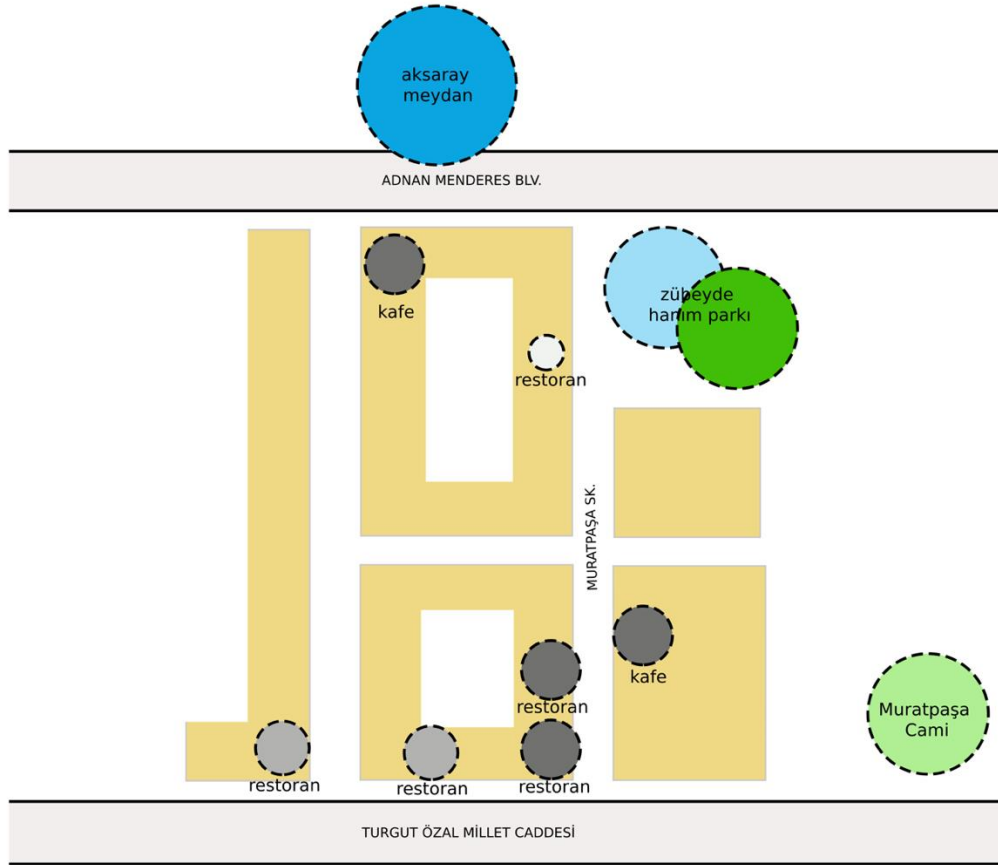 aksaray
meydan
ADNAN MENDERES BLV.
kafe
zübeyde
hanım parkı
restoran
MURATPAŞA SK.
kafe
restoran
Muratpaşa
Cami
restoran
restoran
restoran
TURGUT ÖZAL MİLLET CADDESİ